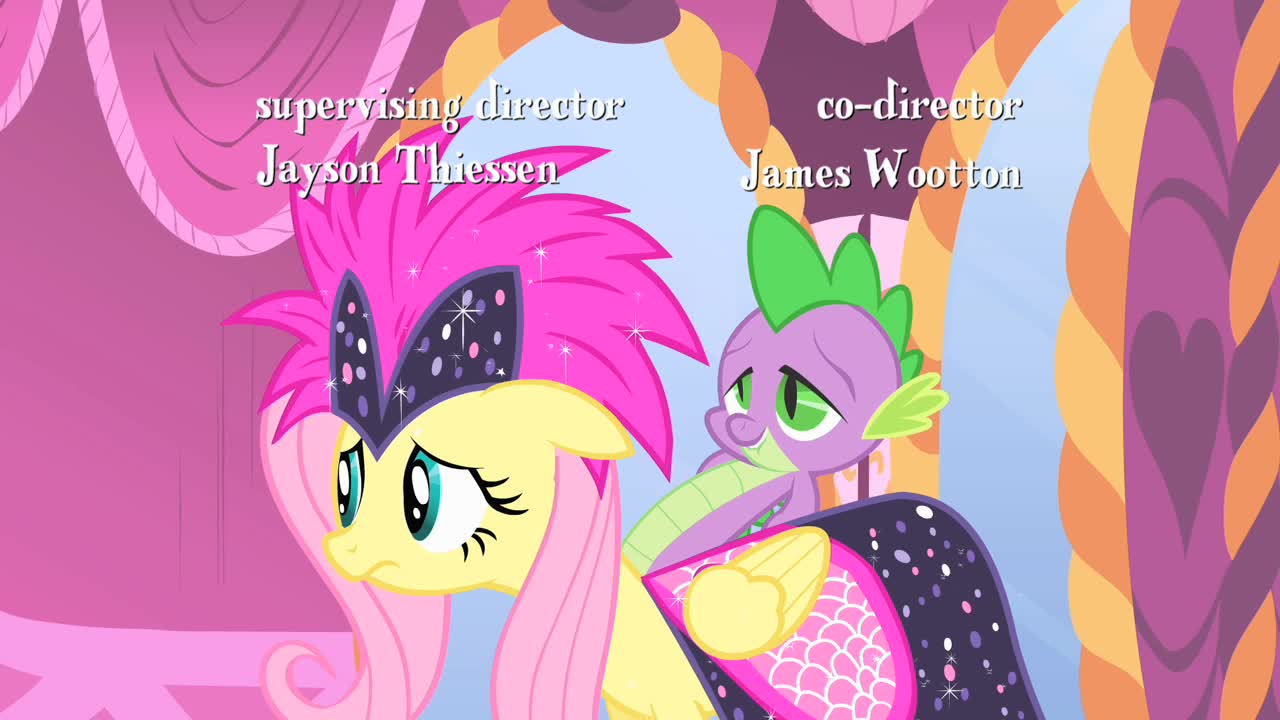 supervising director
Jayson Thiessen
co-director
James Wootton